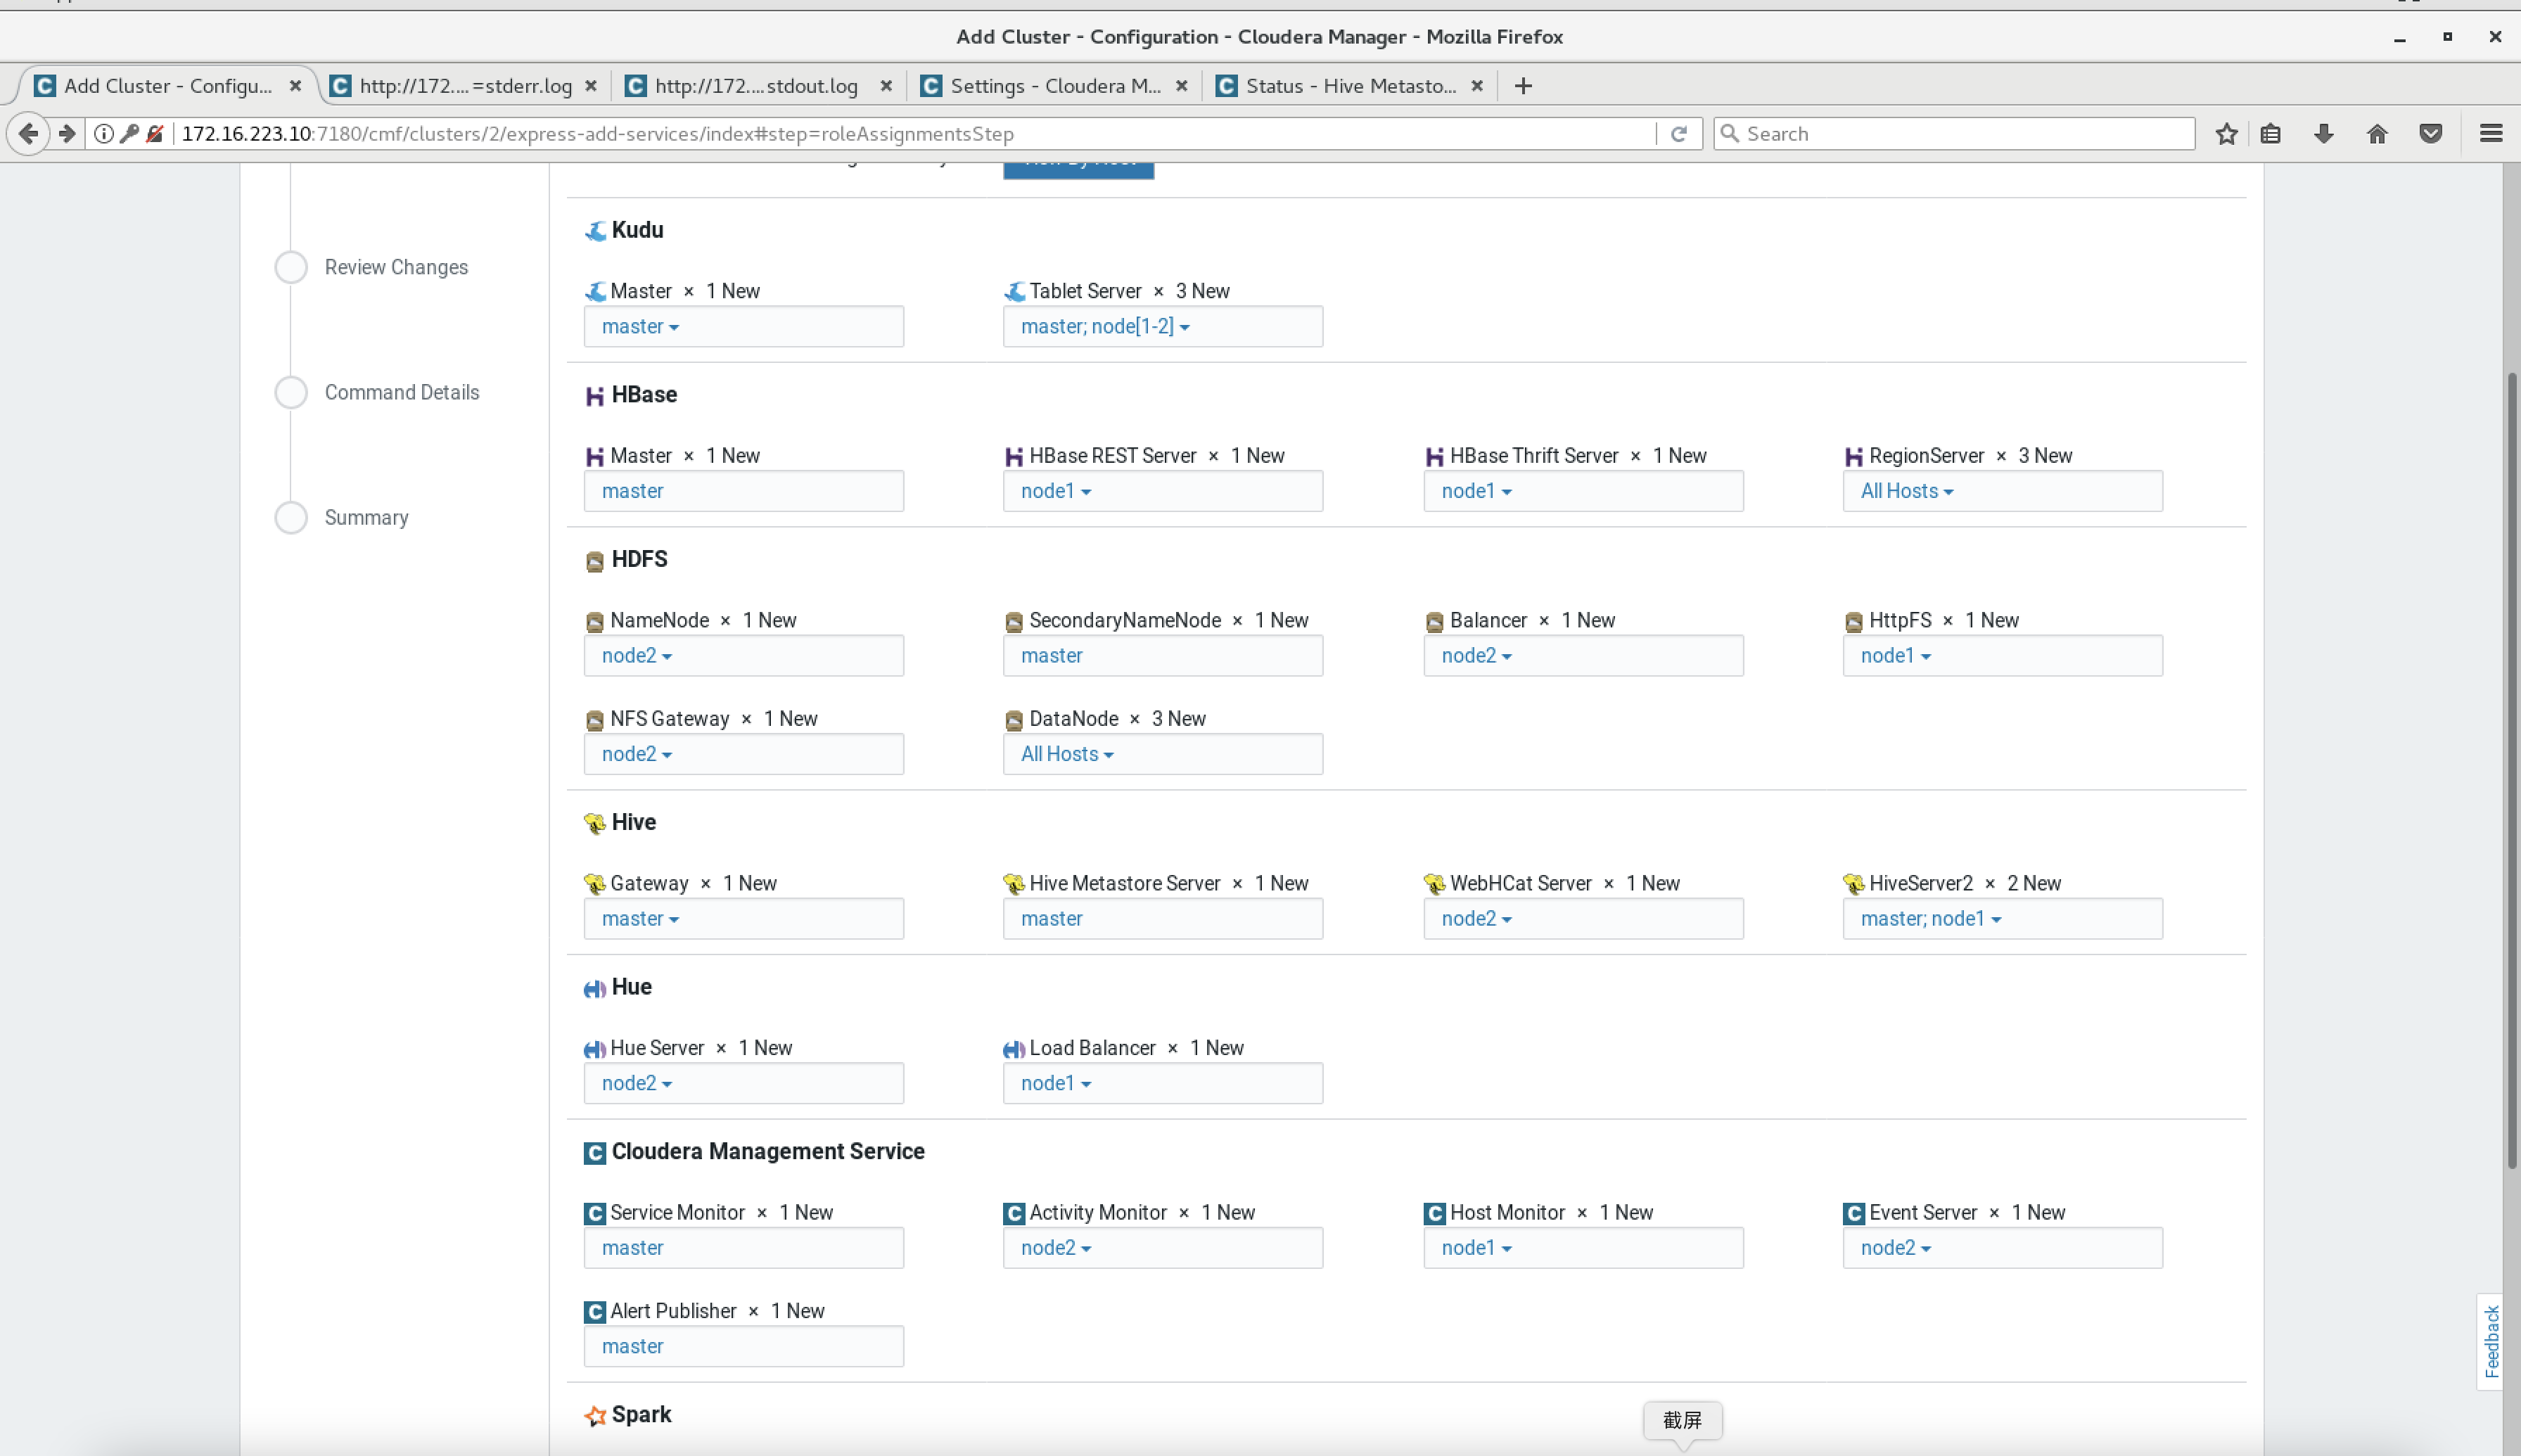 Add Cluster - Configuration - Cloudera Manager - Mozilla Firefox
Add Cluster - Configu... http://172....=stderr.log http://172....stdout.log Settings - Cloudera M... Status - Hive Metasto...
172.16.223.10:7180/cmf/clusters/2/express-add-services/index#step=roleAssignmentsStep Search
Review Changes
Command Details
Summary
Kudu
Master × 1 New Tablet Server × 3 New
master master; node[1-2]
HBase
Master × 1 New HBase REST Server × 1 New HBase Thrift Server × 1 New RegionServer × 3 New
master node1 node1 All Hosts
HDFS
NameNode × 1 New SecondaryNameNode × 1 New Balancer × 1 New HttpFS × 1 New
node2 master node2 node1
NFS Gateway × 1 New DataNode × 3 New
node2 All Hosts
Hive
Gateway × 1 New Hive Metastore Server × 1 New WebHCat Server × 1 New HiveServer2 × 2 New
master master node2 master; node1
Hue
Hue Server × 1 New Load Balancer × 1 New
node2 node1
Cloudera Management Service
Service Monitor × 1 New Activity Monitor × 1 New Host Monitor × 1 New Event Server × 1 New
master node2 node1 node2
Alert Publisher × 1 New
master
Feedback
Spark
截屏